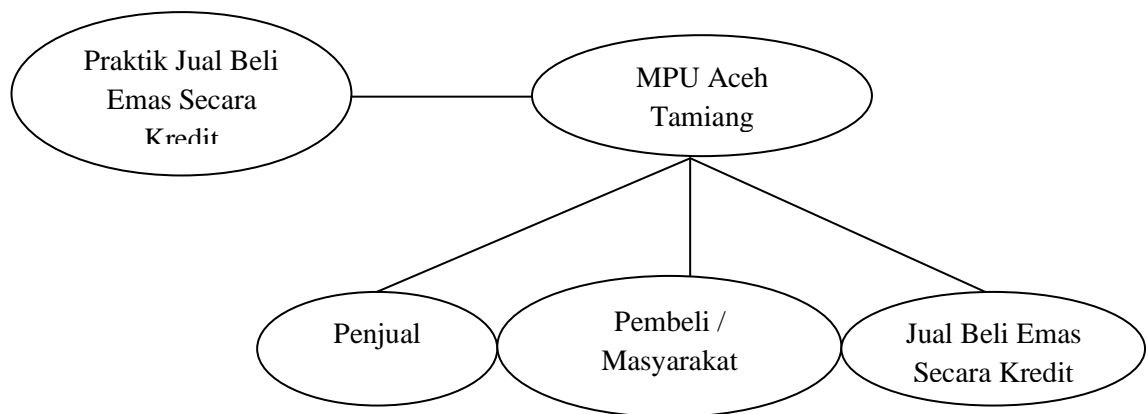 Praktik Jual Beli
Emas Secara
Kredit
MPU Aceh
Tamiang
Penjual
Pembeli /
Masyarakat
Jual Beli Emas
Secara Kredit